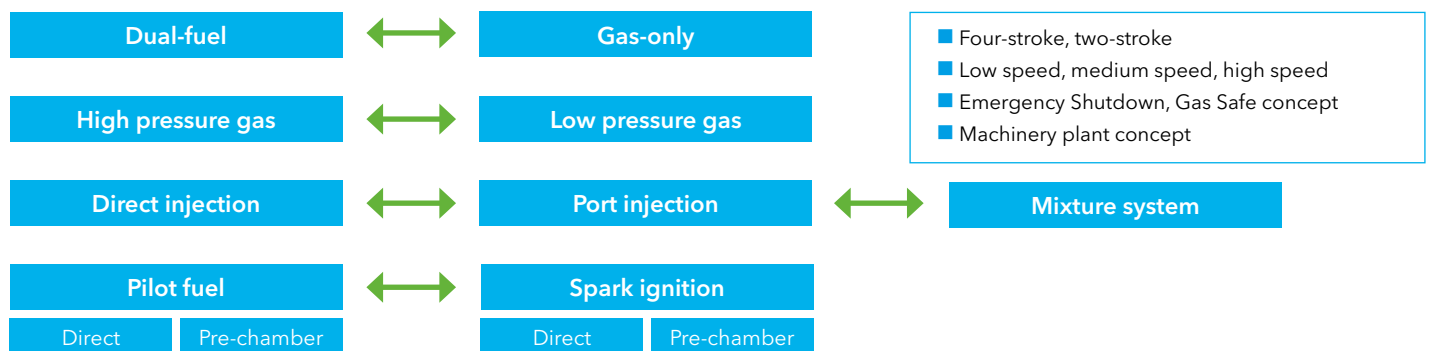 Dual-fuel
Gas-only
Four-stroke, two-stroke
Low speed, medium speed, high speed
Emergency Shutdown, Gas Safe concept
Machinery plant concept
High pressure gas
Low pressure gas
Direct injection
Port injection
Mixture system
Pilot fuel
Spark ignition
Direct
Pre-chamber
Direct
Pre-chamber